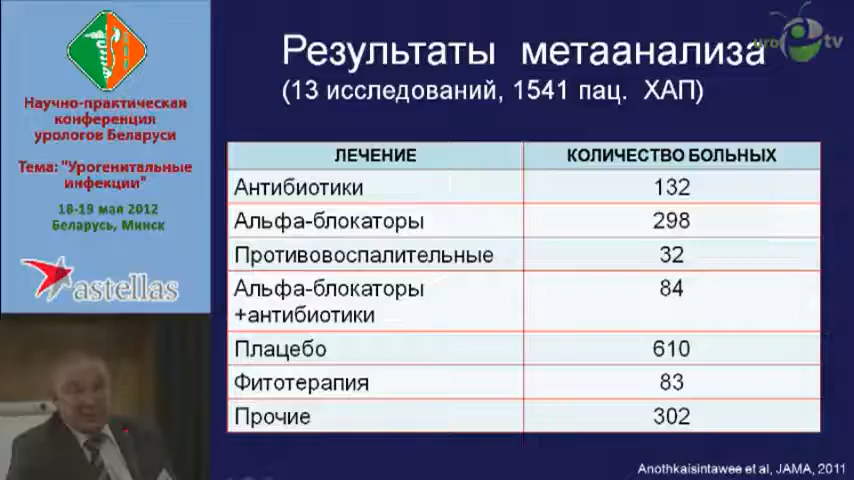 Научно-практическая
конференция
урологов Беларуси
Тема: "Урогенитальные
инфекции"
18-19 мая 2012
Беларусь, Минск
astellas
uro tv
Результаты метаанализа
(13 исследований, 1541 пац. ХАП)
ЛЕЧЕНИЕ КОЛИЧЕСТВО БОЛЬНЫХ
Антибиотики 132
Альфа-блокаторы 298
Противовоспалительные 32
Альфа-блокаторы 84
+антибиотики
Плацебо 610
Фитотерапия 83
Прочие 302
Anothkaisintawee et al, JAMA, 2011